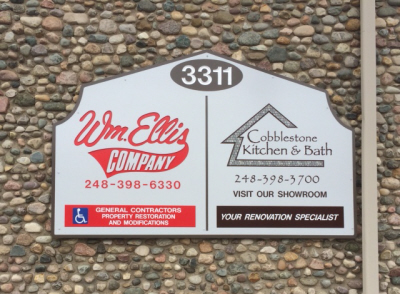 3311
Wm Ellis
COMPANY
248-398-6330
GENERAL CONTRACTORS
PROPERTY RESTORATION
AND MODIFICATIONS
Cobblestone
Kitchen & Bath
248-398-3700
VISIT OUR SHOWROOM
YOUR RENOVATION SPECIALIST